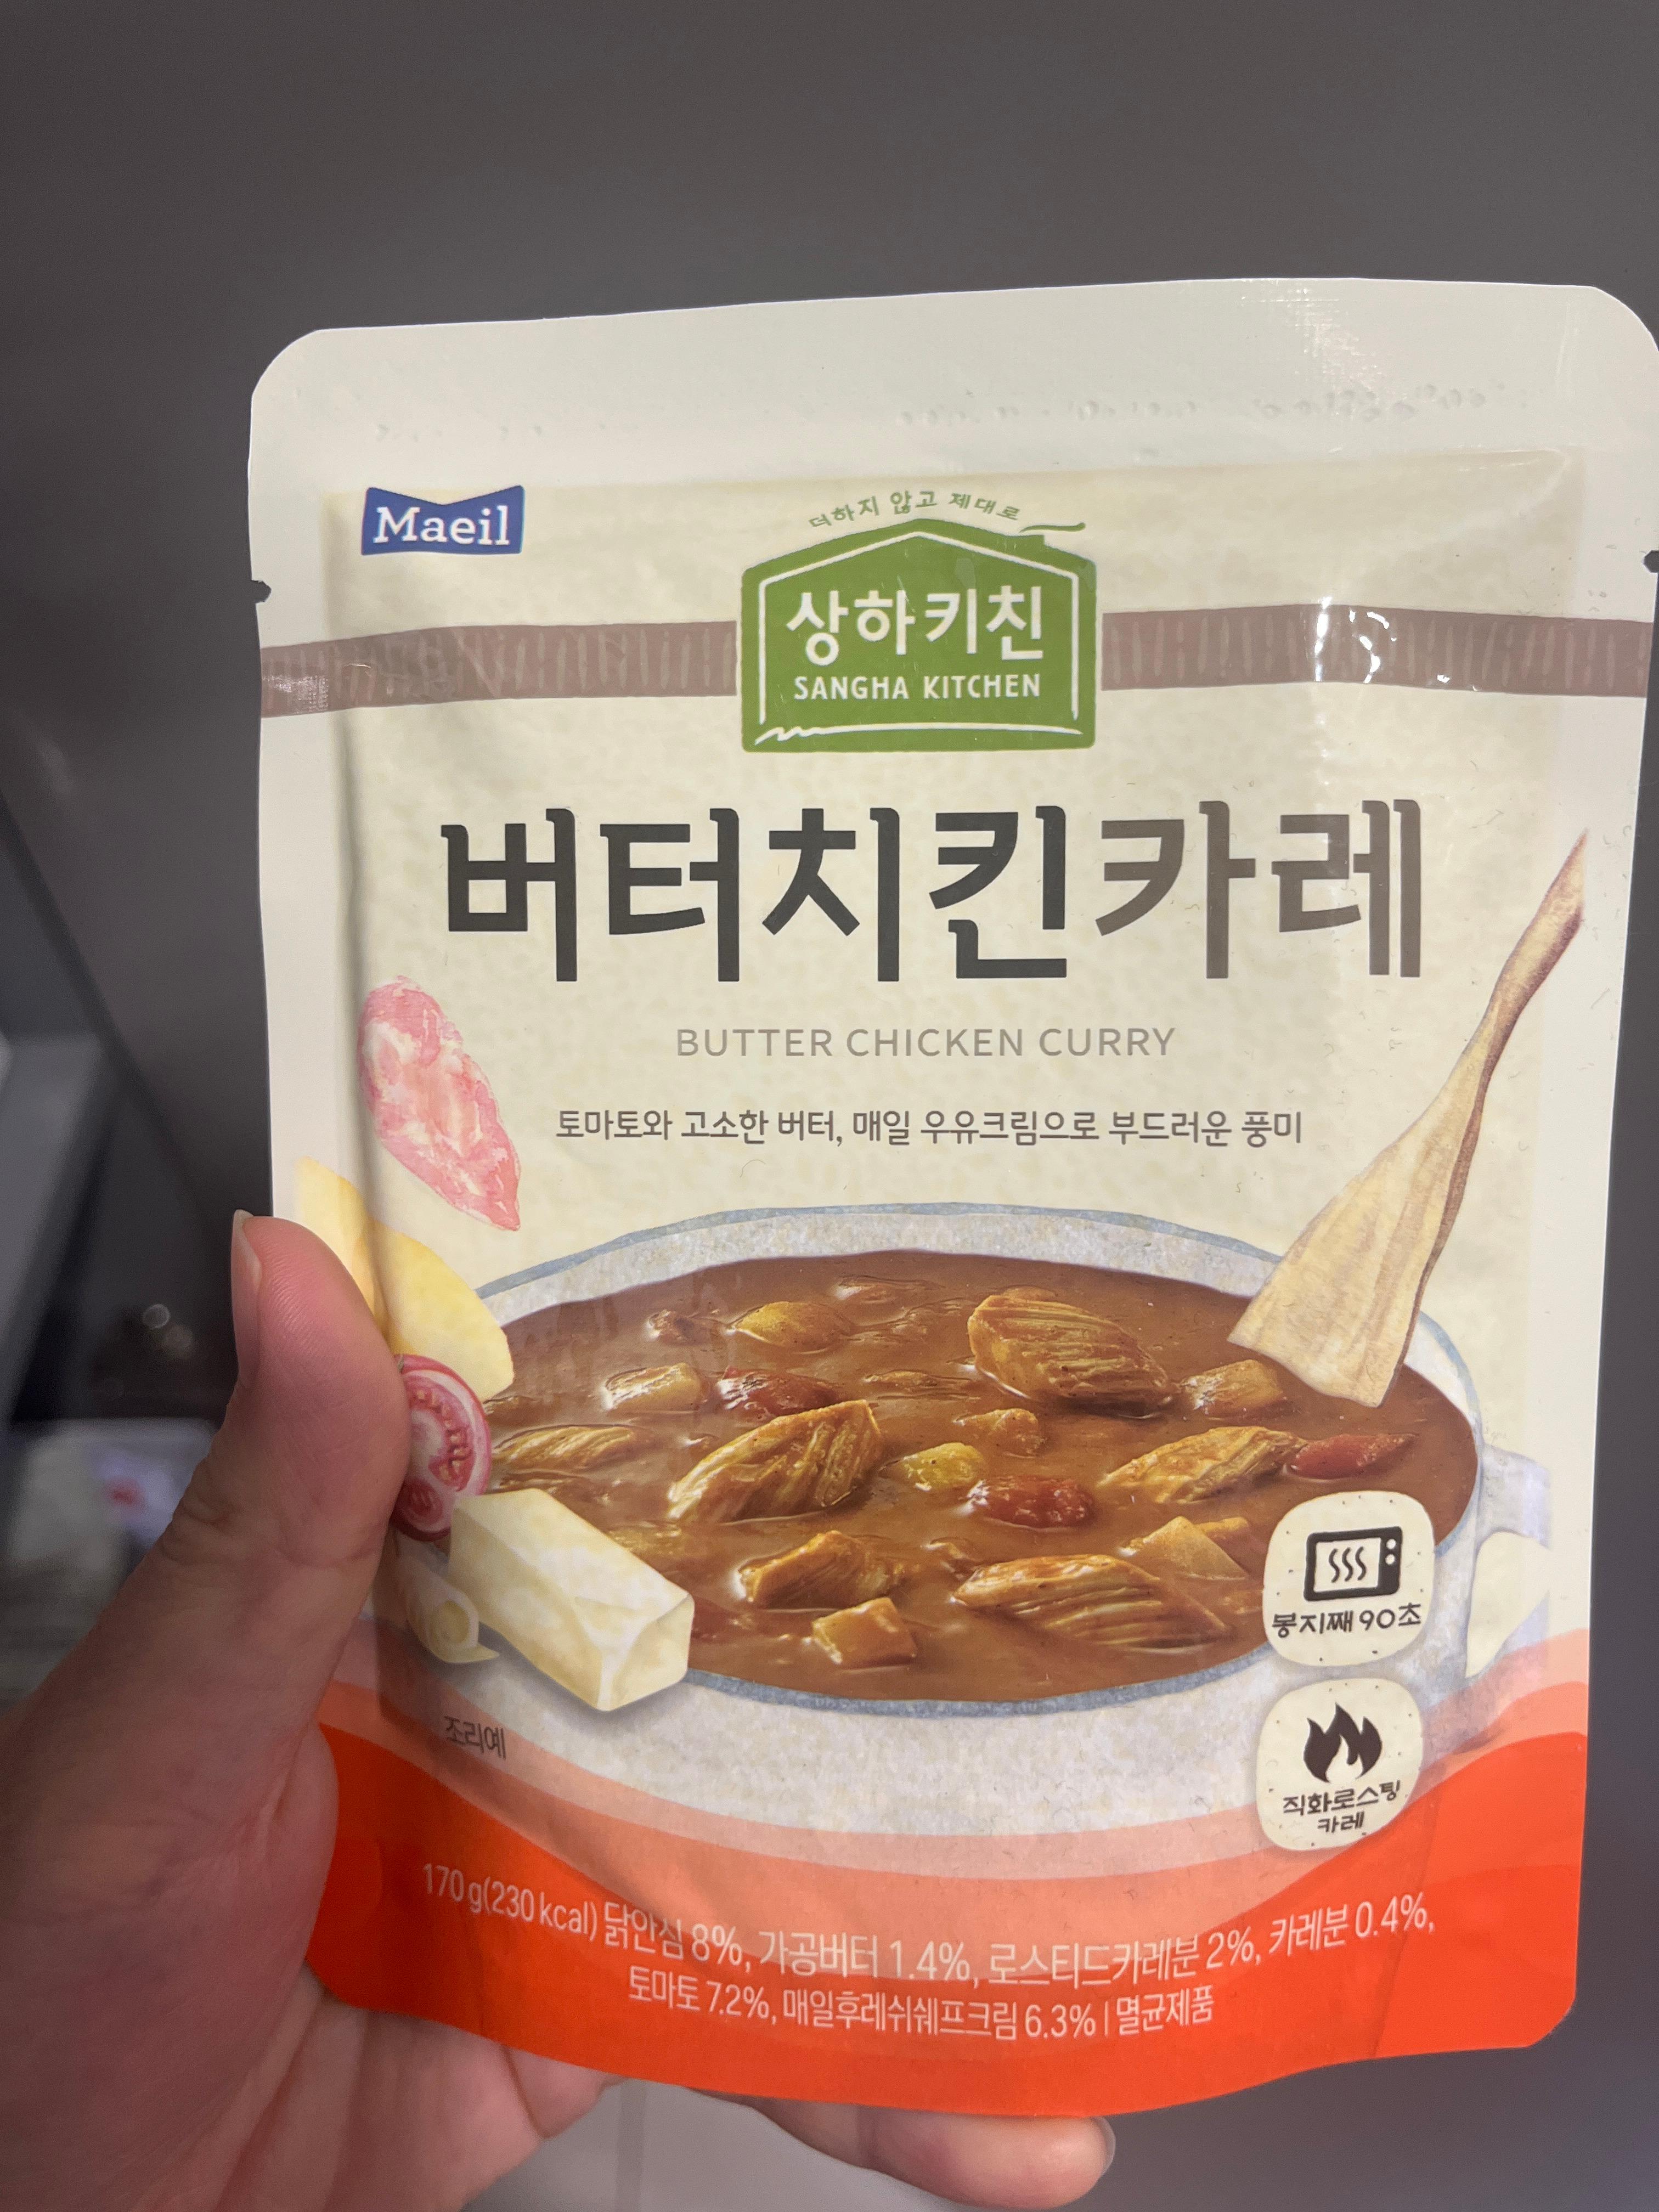 Maeil
더하지 않고 제대로
상하키친
SANGHA KITCHEN
버터치킨카레
BUTTER CHICKEN CURRY
토마토와 고소한 버터, 매일 우유크림으로 부드러운 풍미
봉지째 90초
직화로스팅
카레
조리예
170 g(230 kcal) 닭안심 8%, 가공버터 1.4%, 로스티드카레분 2%, 카레분 0.4%,
토마토 7.2%, 매일후레쉬쉐프크림 6.3% | 멸균제품